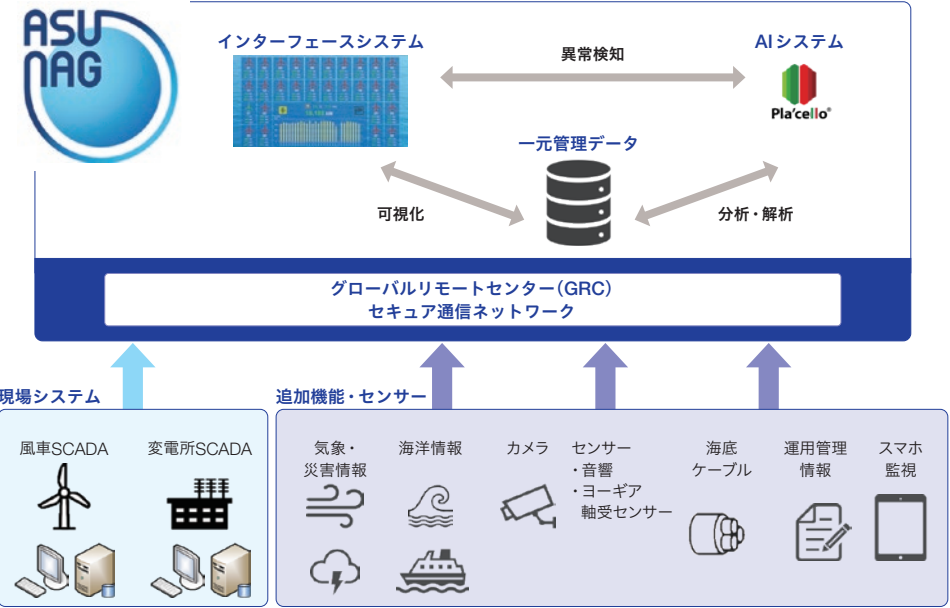 ASU
NAG
インターフェースシステム
異常検知
AIシステム
Pla'cello®
一元管理データ
可視化
分析・解析
グローバルリモートセンター（GRC）
セキュア通信ネットワーク
現場システム
風車SCADA
変電所SCADA
追加機能・センサー
気象・
災害情報
海洋情報
カメラ
センサー
・音響
・ヨーギア
軸受センサー
海底
ケーブル
運用管理
情報
スマホ
監視